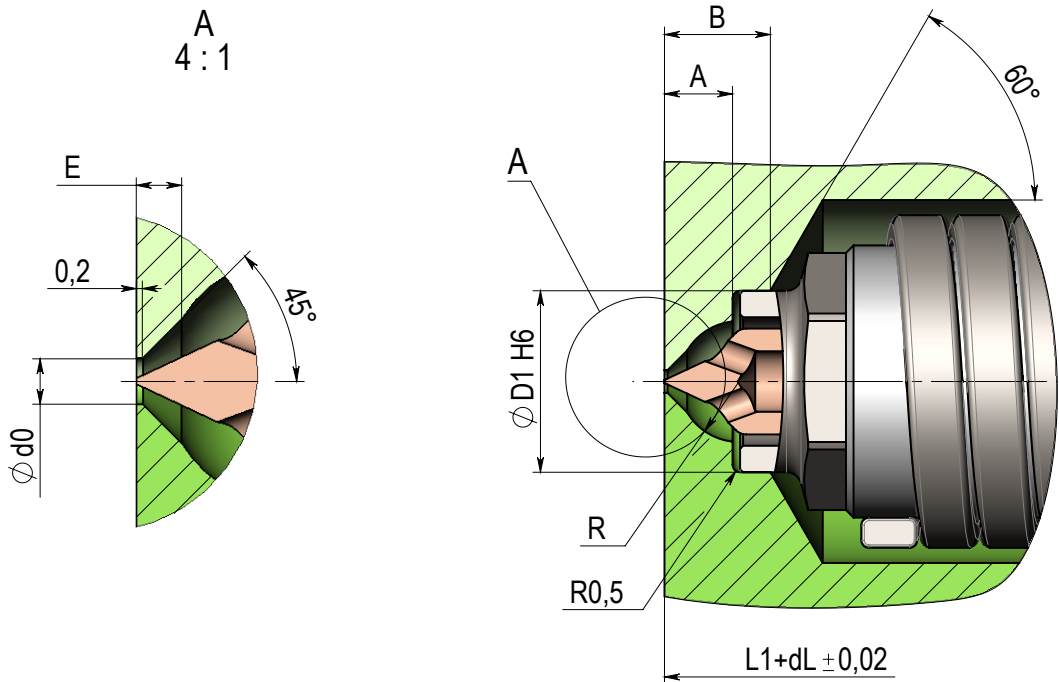 A
4 : 1
E
0,2
45°
⌀ d0
B
A
60°
A
⌀ D1 H6
R
R0,5
L1+dL ±0,02